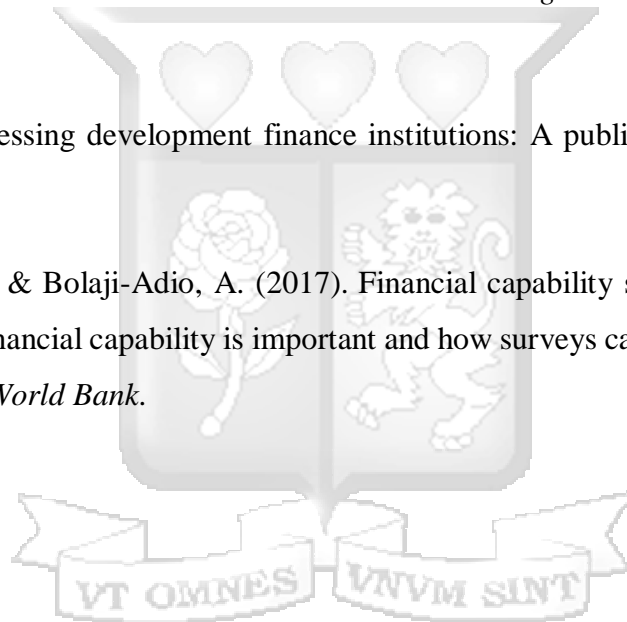 essing development finance institutions: A publi
& Bolaji-Adio, A. (2017). Financial capability s
nancial capability is important and how surveys ca
World Bank.
VT OMNES VNVM SINT